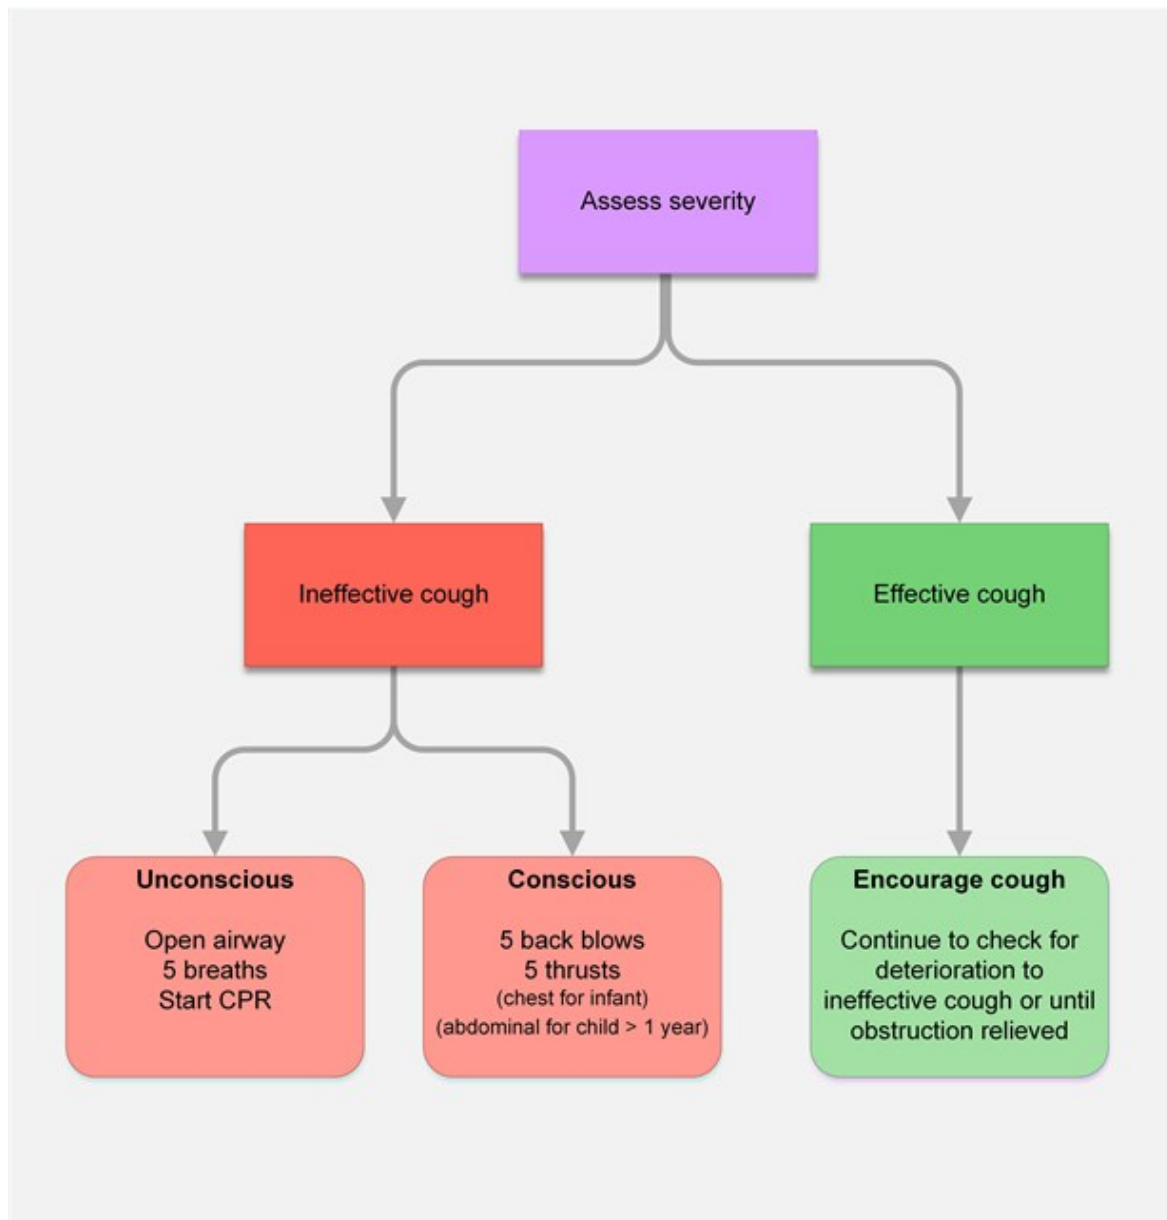 Assess severity
Ineffective cough
Effective cough
Unconscious
Open airway
5 breaths
Start CPR
Conscious
5 back blows
5 thrusts
(chest for infant)
(abdominal for child > 1 year)
Encourage cough
Continue to check for
deterioration to
ineffective cough or until
obstruction relieved